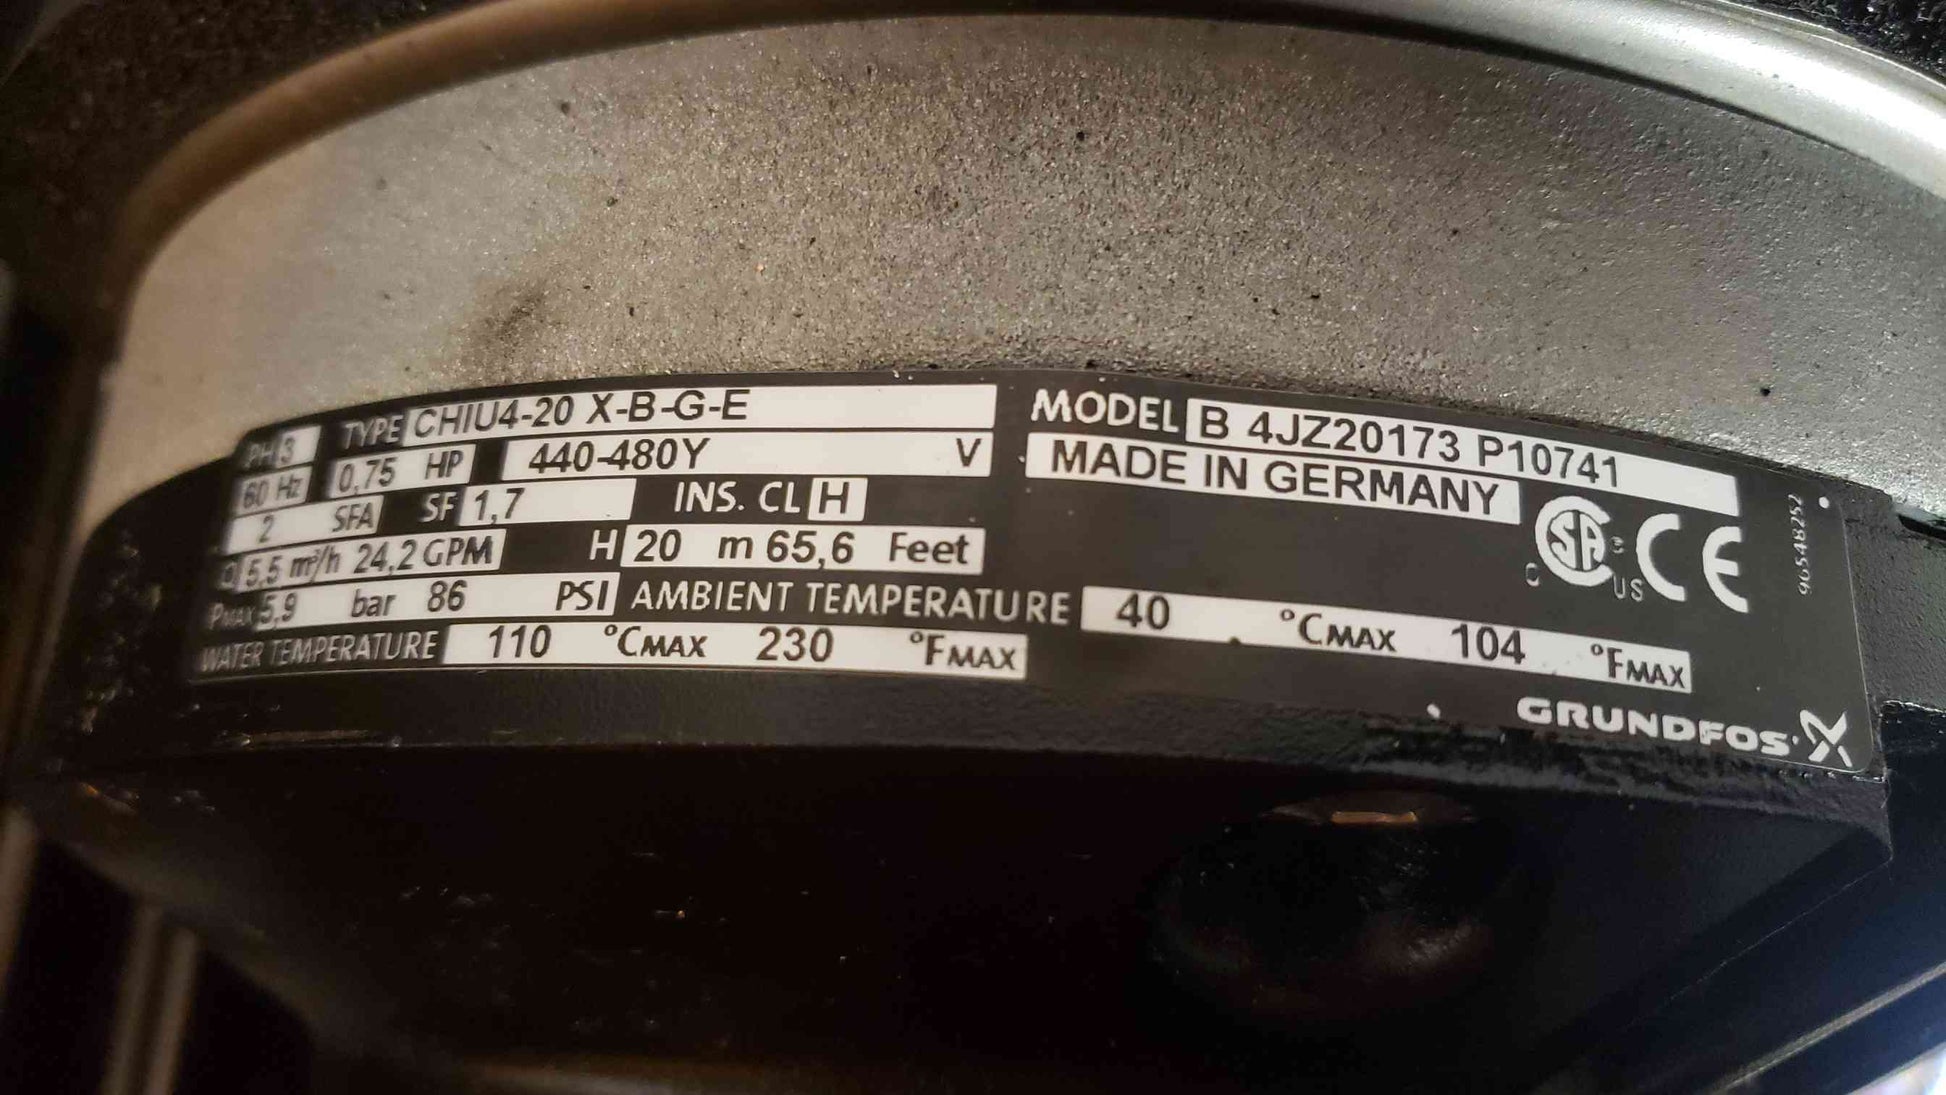 PH 3 TYPE CHIU4-20 X-B-G-E
60 Hz 0,75 HP 440-480Y V
2 SFA SF 1,7 INS. CL H
Q 5,5 m³/h 24,2 GPM H 20 m 65,6 Feet
PMAX 5,9 bar 86 PSI AMBIENT TEMPERATURE 40 °CMAX 104 °FMAX
WATER TEMPERATURE 110 °CMAX 230 °FMAX
MODEL B 4JZ20173 P10741
MADE IN GERMANY
C SA US CE
96548252
GRUNDFOS